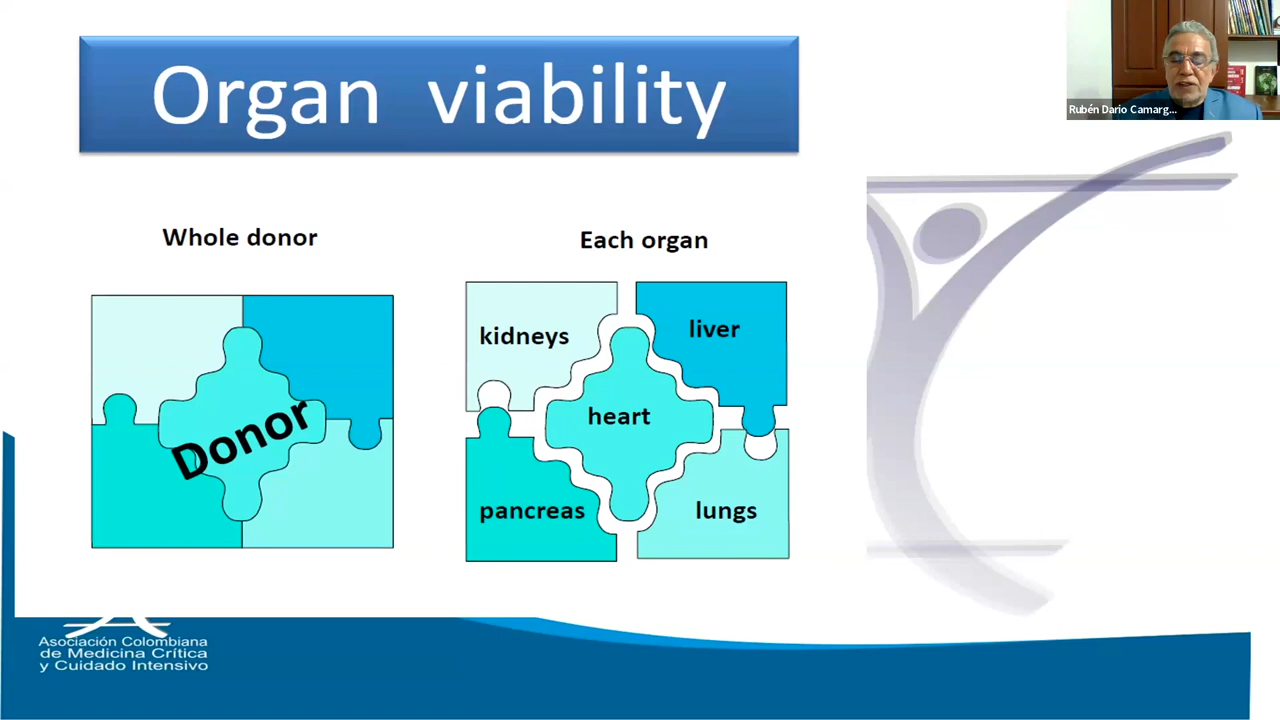 Organ viability
Rubén Dario Camarg...
Whole donor
Each organ
Donor
kidneys
liver
heart
pancreas
lungs
Asociación Colombiana
de Medicina Crítica
y Cuidado Intensivo